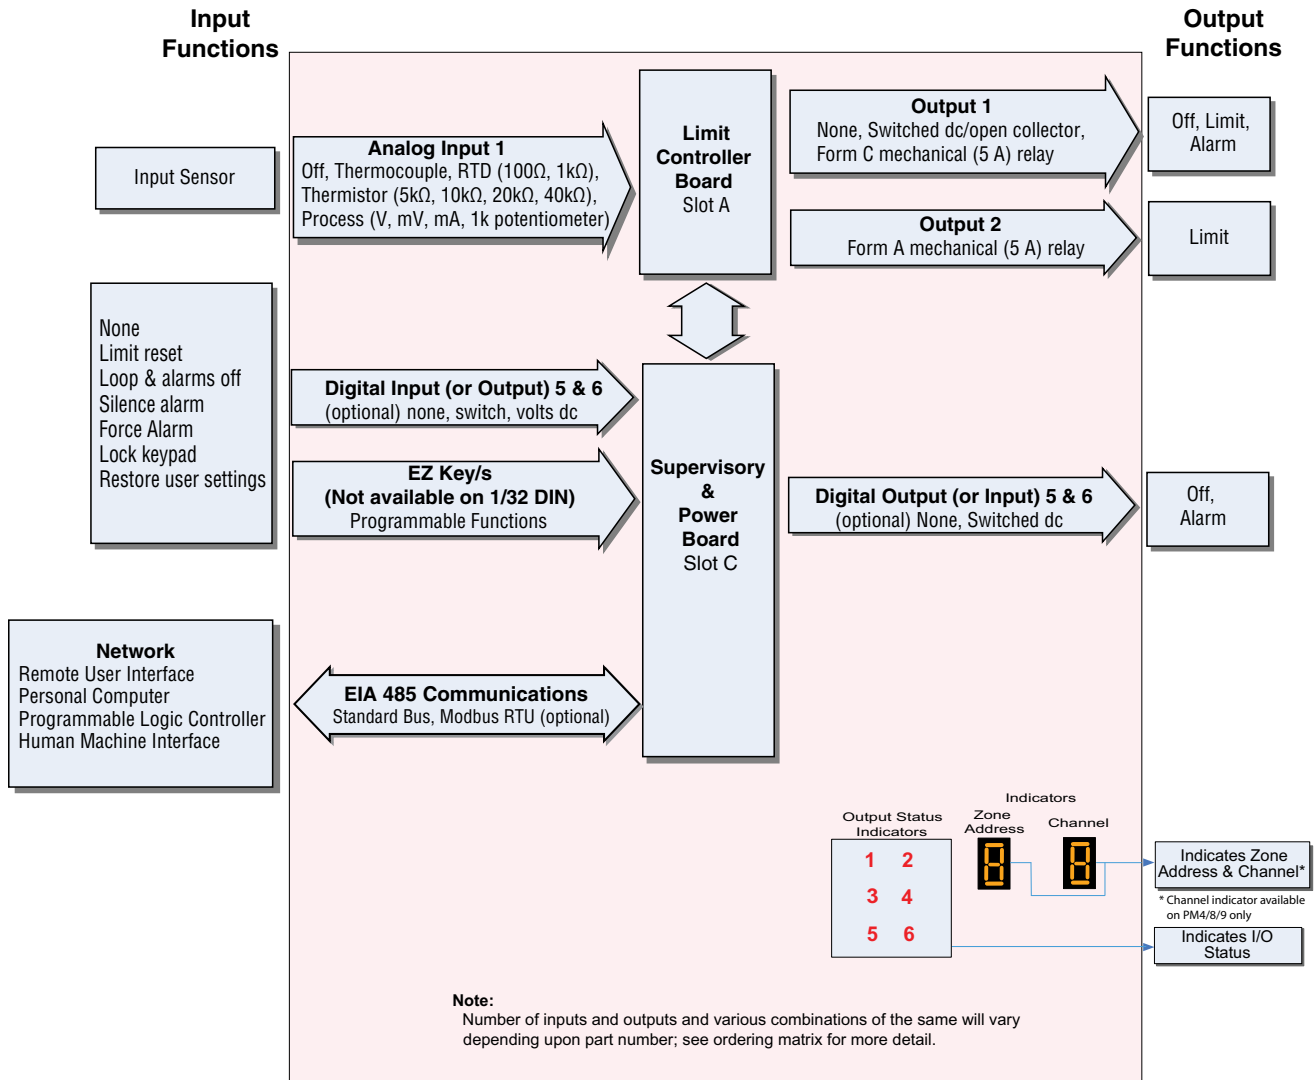 Input
Functions
Output
Functions
Input Sensor
Analog Input 1
Off, Thermocouple, RTD (100Ω, 1kΩ),
Thermistor (5kΩ, 10kΩ, 20kΩ, 40kΩ),
Process (V, mV, mA, 1k potentiometer)
Limit
Controller
Board
Slot A
Output 1
None, Switched dc/open collector,
Form C mechanical (5 A) relay
Off, Limit,
Alarm
Output 2
Form A mechanical (5 A) relay
Limit
None
Limit reset
Loop & alarms off
Silence alarm
Force Alarm
Lock keypad
Restore user settings
Digital Input (or Output) 5 & 6
(optional) none, switch, volts dc
EZ Key/s
(Not available on 1/32 DIN)
Programmable Functions
Supervisory
&
Power
Board
Slot C
Digital Output (or Input) 5 & 6
(optional) None, Switched dc
Off,
Alarm
Network
Remote User Interface
Personal Computer
Programmable Logic Controller
Human Machine Interface
EIA 485 Communications
Standard Bus, Modbus RTU (optional)
Indicators
Output Status
Indicators
Zone
Address
Channel
1 2
3 4
5 6
8
8
Indicates Zone
Address & Channel*
* Channel indicator available
on PM4/8/9 only
Indicates I/O
Status
Note:
Number of inputs and outputs and various combinations of the same will vary
depending upon part number; see ordering matrix for more detail.